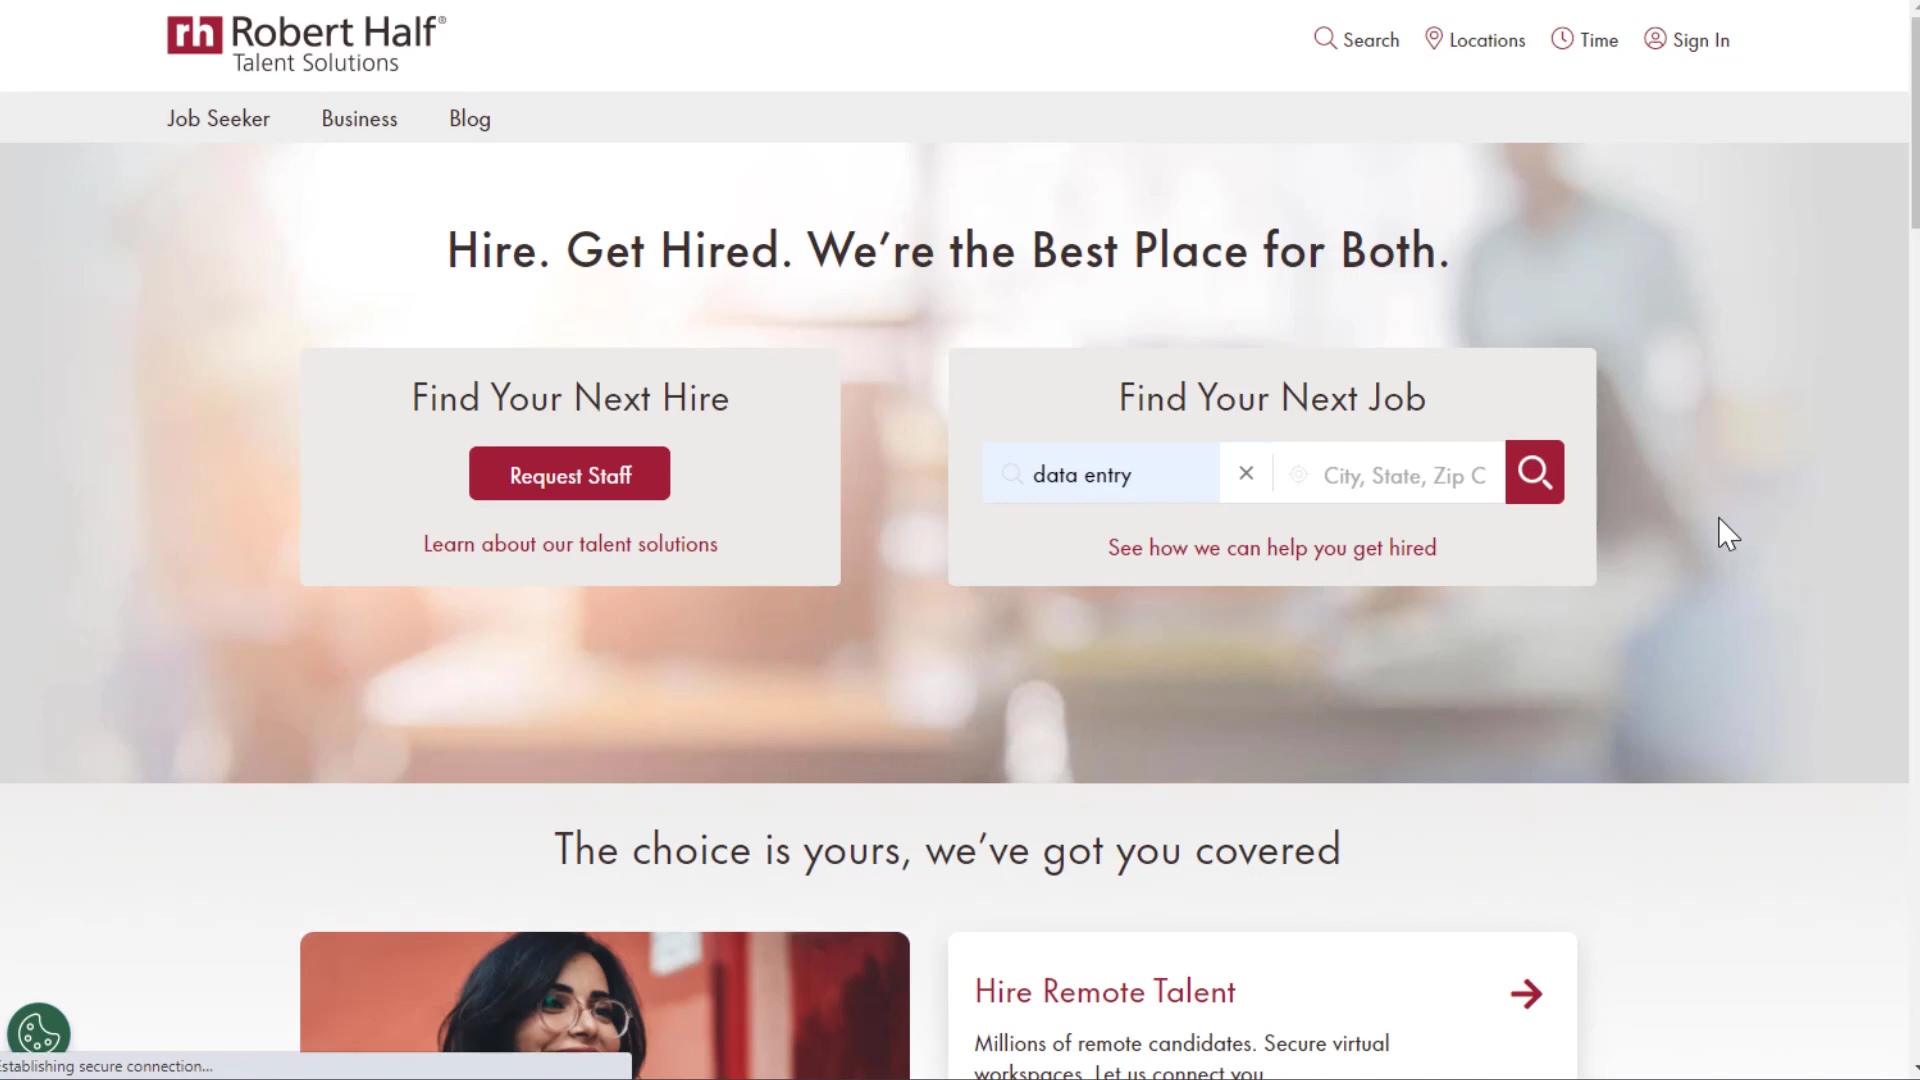 rh Robert Half®
Talent Solutions
Search
Locations
Time
Sign In
Job Seeker
Business
Blog
Hire. Get Hired. We're the Best Place for Both.
Find Your Next Hire
Request Staff
Learn about our talent solutions
Find Your Next Job
data entry
City, State, Zip C
See how we can help you get hired
The choice is yours, we've got you covered
Hire Remote Talent
Millions of remote candidates. Secure virtual
workspaces. Let us connect you
stablishing secure connection...